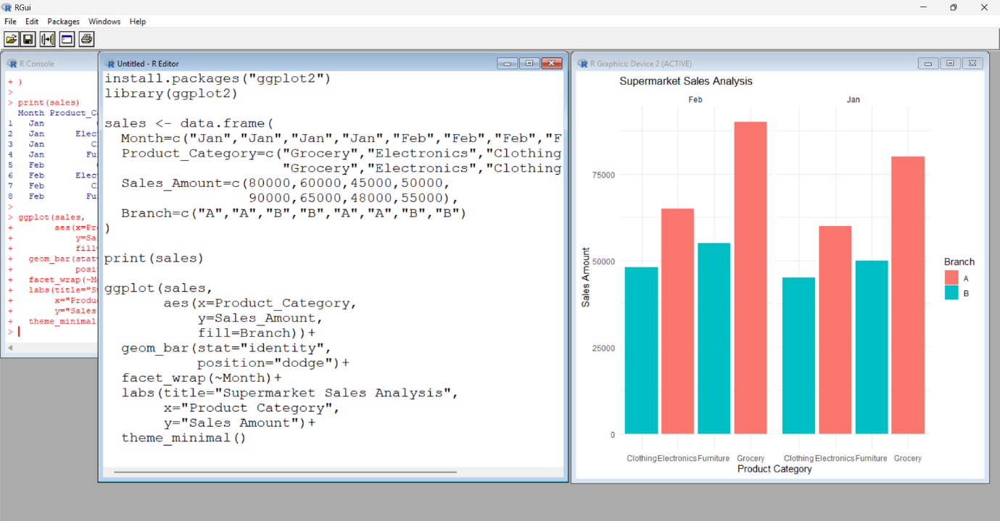 RGui
File Edit Packages Windows Help
R Console
+ )
>
> print(sales)
Month Product_C
1 Jan
2 Jan Elec
3 Jan C
4 Jan Fu
5 Feb
6 Feb Elec
7 Feb C
8 Feb Fu
>
> ggplot(sales,
+ aes(x=Pr
+ y=Sa
+ fill
+ geom_bar(stat
+ posi
+ facet_wrap(~M
+ labs(title="S
+ x="Produ
+ y="Sales
+ theme_minimal
>
Untitled - R Editor
install.packages("ggplot2")
library(ggplot2)
sales <- data.frame(
Month=c("Jan","Jan","Jan","Jan","Feb","Feb","Feb","F
Product_Category=c("Grocery","Electronics","Clothing
"Grocery","Electronics","Clothing
Sales_Amount=c(80000,60000,45000,50000,
90000,65000,48000,55000),
Branch=c("A","A","B","B","A","A","B","B")
)
print(sales)
ggplot(sales,
aes(x=Product_Category,
y=Sales_Amount,
fill=Branch))+
geom_bar(stat="identity",
position="dodge")+
facet_wrap(~Month)+
labs(title="Supermarket Sales Analysis",
x="Product Category",
y="Sales Amount")+
theme_minimal()
R Graphics: Device 2 (ACTIVE)
Supermarket Sales Analysis
Feb Jan
75000
50000
25000
0
Sales Amount
Clothing Electronics Furniture Grocery Clothing Electronics Furniture Grocery
Product Category
Branch
A
B